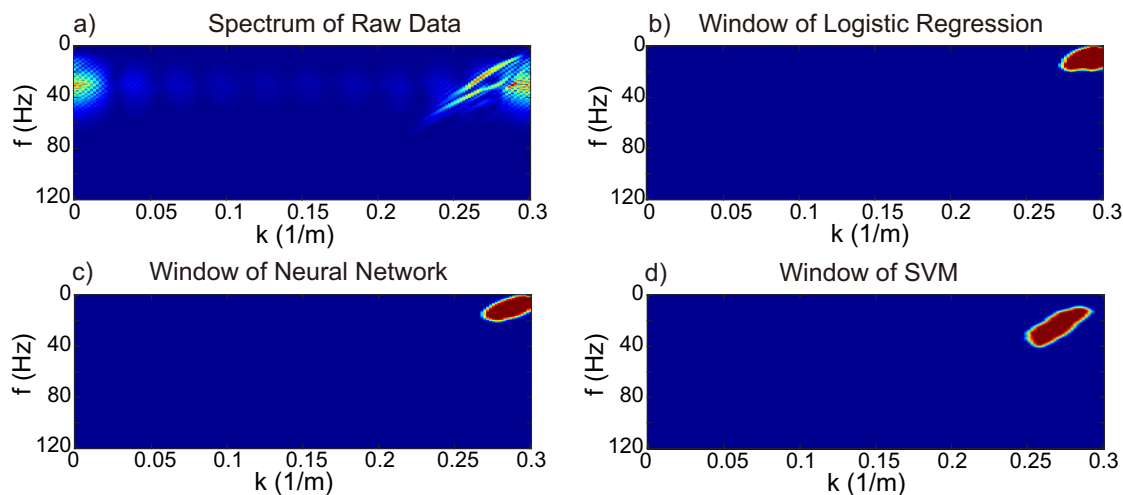 a) Spectrum of Raw Data
0
40
80
120
f (Hz)
0 0.05 0.1 0.15 0.2 0.25 0.3
k (1/m)
b) Window of Logistic Regression
0
40
80
120
f (Hz)
0 0.05 0.1 0.15 0.2 0.25 0.3
k (1/m)
c) Window of Neural Network
0
40
80
120
f (Hz)
0 0.05 0.1 0.15 0.2 0.25 0.3
k (1/m)
d) Window of SVM
0
40
80
120
f (Hz)
0 0.05 0.1 0.15 0.2 0.25 0.3
k (1/m)